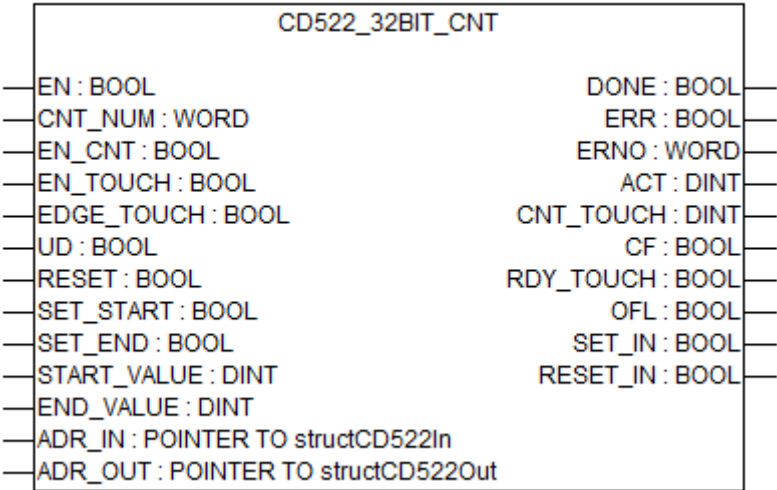 CD522_32BIT_CNT
EN : BOOL DONE : BOOL
CNT_NUM : WORD ERR : BOOL
EN_CNT : BOOL ERNO : WORD
EN_TOUCH : BOOL ACT : DINT
EDGE_TOUCH : BOOL CNT_TOUCH : DINT
UD : BOOL CF : BOOL
RESET : BOOL RDY_TOUCH : BOOL
SET_START : BOOL OFL : BOOL
SET_END : BOOL SET_IN : BOOL
START_VALUE : DINT RESET_IN : BOOL
END_VALUE : DINT
ADR_IN : POINTER TO structCD522In
ADR_OUT : POINTER TO structCD522Out